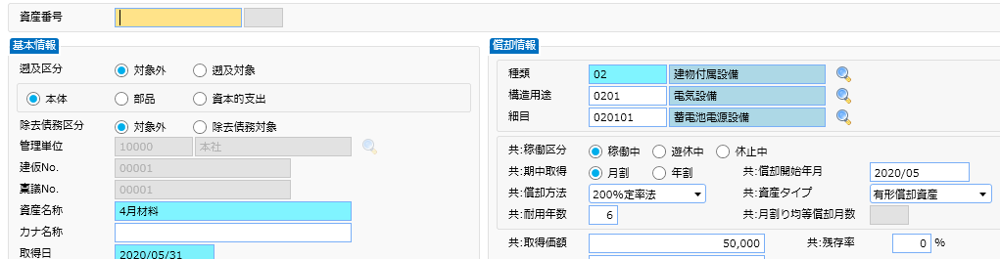 資産番号
基本情報
遡及区分 対象外 遡及対象
本体 部品 資本的支出
除去債務区分 対象外 除去債務対象
管理単位 10000 本社
建仮No. 00001
稟議No. 00001
資産名称 4月材料
カナ名称
取得日 2020/05/31
償却情報
種類 02 建物付属設備
構造用途 0201 電気設備
細目 020101 蓄電池電源設備
共:稼働区分 稼働中 遊休中 休止中
共:期中取得 月割 年割 共:償却開始年月 2020/05
共:償却方法 200%定率法 共:資産タイプ 有形償却資産
共:耐用年数 6 共:月割り均等償却月数
共:取得価額 50,000 共:残存率 0 %